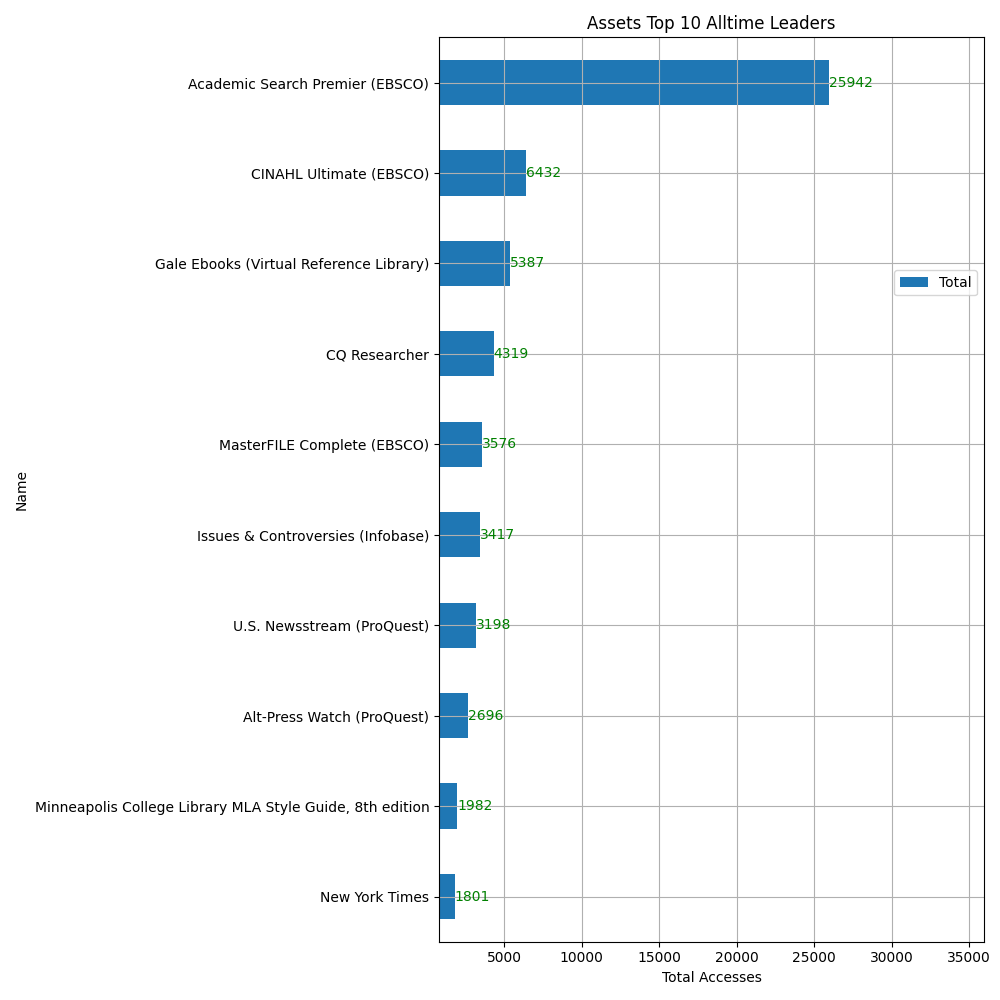 Assets Top 10 Alltime Leaders
Academic Search Premier (EBSCO)
25942
CINAHL Ultimate (EBSCO)
6432
Gale Ebooks (Virtual Reference Library)
5387
Total
CQ Researcher
4319
MasterFILE Complete (EBSCO)
3576
Name
Issues & Controversies (Infobase)
3417
U.S. Newsstream (ProQuest)
3198
Alt-Press Watch (ProQuest)
2696
Minneapolis College Library MLA Style Guide, 8th edition
1982
New York Times
1801
5000 10000 15000 20000 25000 30000 35000
Total Accesses